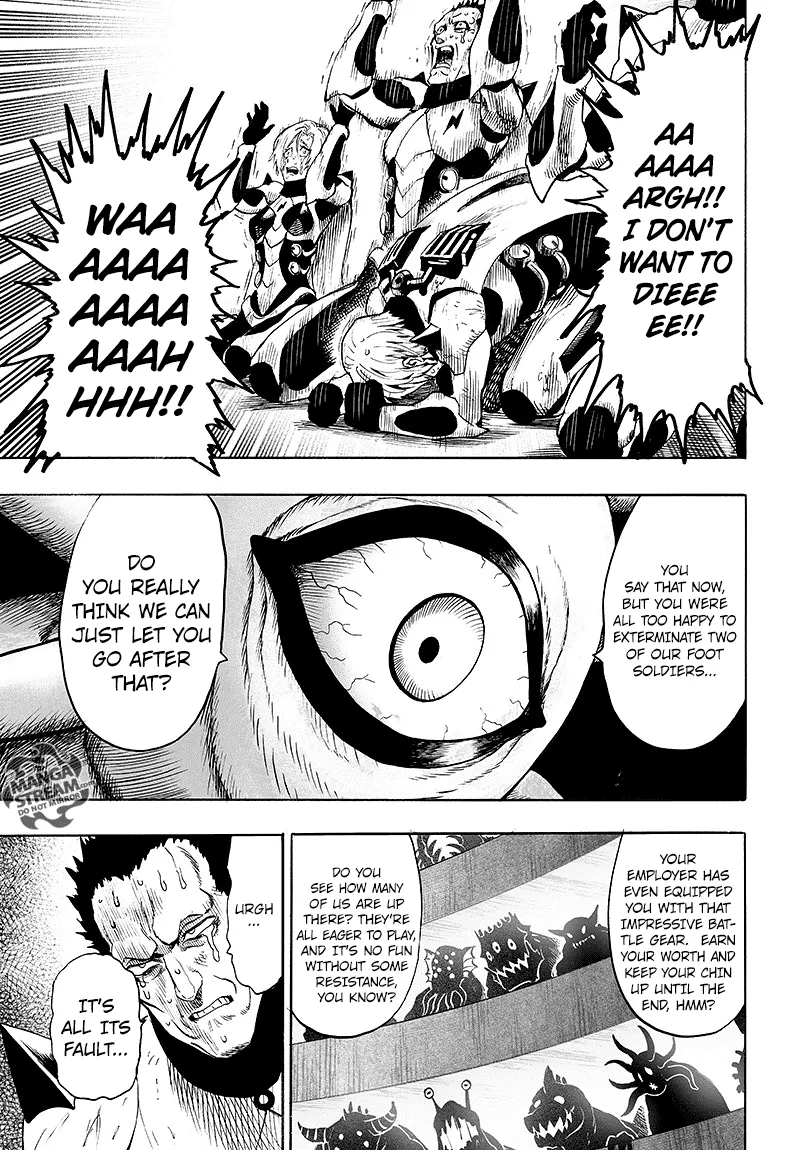 AA
AAAA
ARGH!!
I DON'T
WANT TO
DIEEE
EE!!
WAA
AAAA
AAAA
AAAH
HHH!!
YOU
SAY THAT NOW,
BUT YOU WERE
ALL TOO HAPPY TO
EXTERMINATE TWO
OF OUR FOOT
SOLDIERS...
DO
YOU REALLY
THINK WE CAN
JUST LET YOU
GO AFTER
THAT?
MANGA
STREAM.COM
DO NOT MIRROR!
YOUR
EMPLOYER HAS
EVEN EQUIPPED
YOU WITH THAT
IMPRESSIVE BAT-
TLE GEAR. EARN
YOUR WORTH AND
KEEP YOUR CHIN
UP UNTIL THE
END, HMM?
DO YOU
SEE HOW MANY
OF US ARE UP
THERE? THEY'RE
ALL EAGER TO PLAY,
AND IT'S NO FUN
WITHOUT SOME
RESISTANCE,
YOU KNOW?
URGH
...
IT'S
ALL ITS
FAULT...